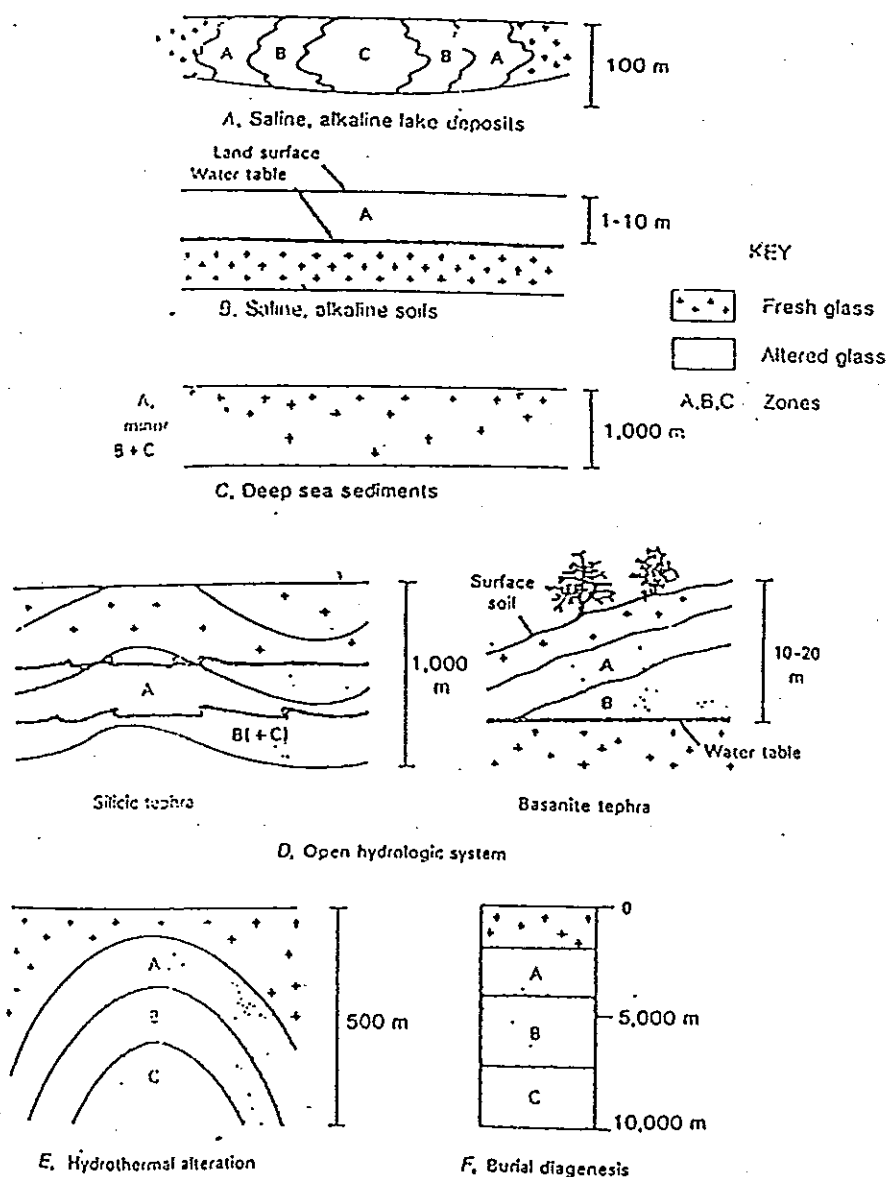 A B C B A
100 m
A. Saline, alkaline lake deposits
Land surface
Water table
A
1-10 m
B. Saline, alkaline soils
KEY
Fresh glass
Altered glass
A,B,C Zones
A,
minor
B + C
1,000 m
C. Deep sea sediments
A
B(+C)
1,000
m
Silicic tephra
Surface
soil
A
B
10-20
m
Water table
Basanite tephra
D. Open hydrologic system
A
B
C
500 m
E. Hydrothermal alteration
0
A
B
5,000 m
C
10,000 m
F. Burial diagenesis